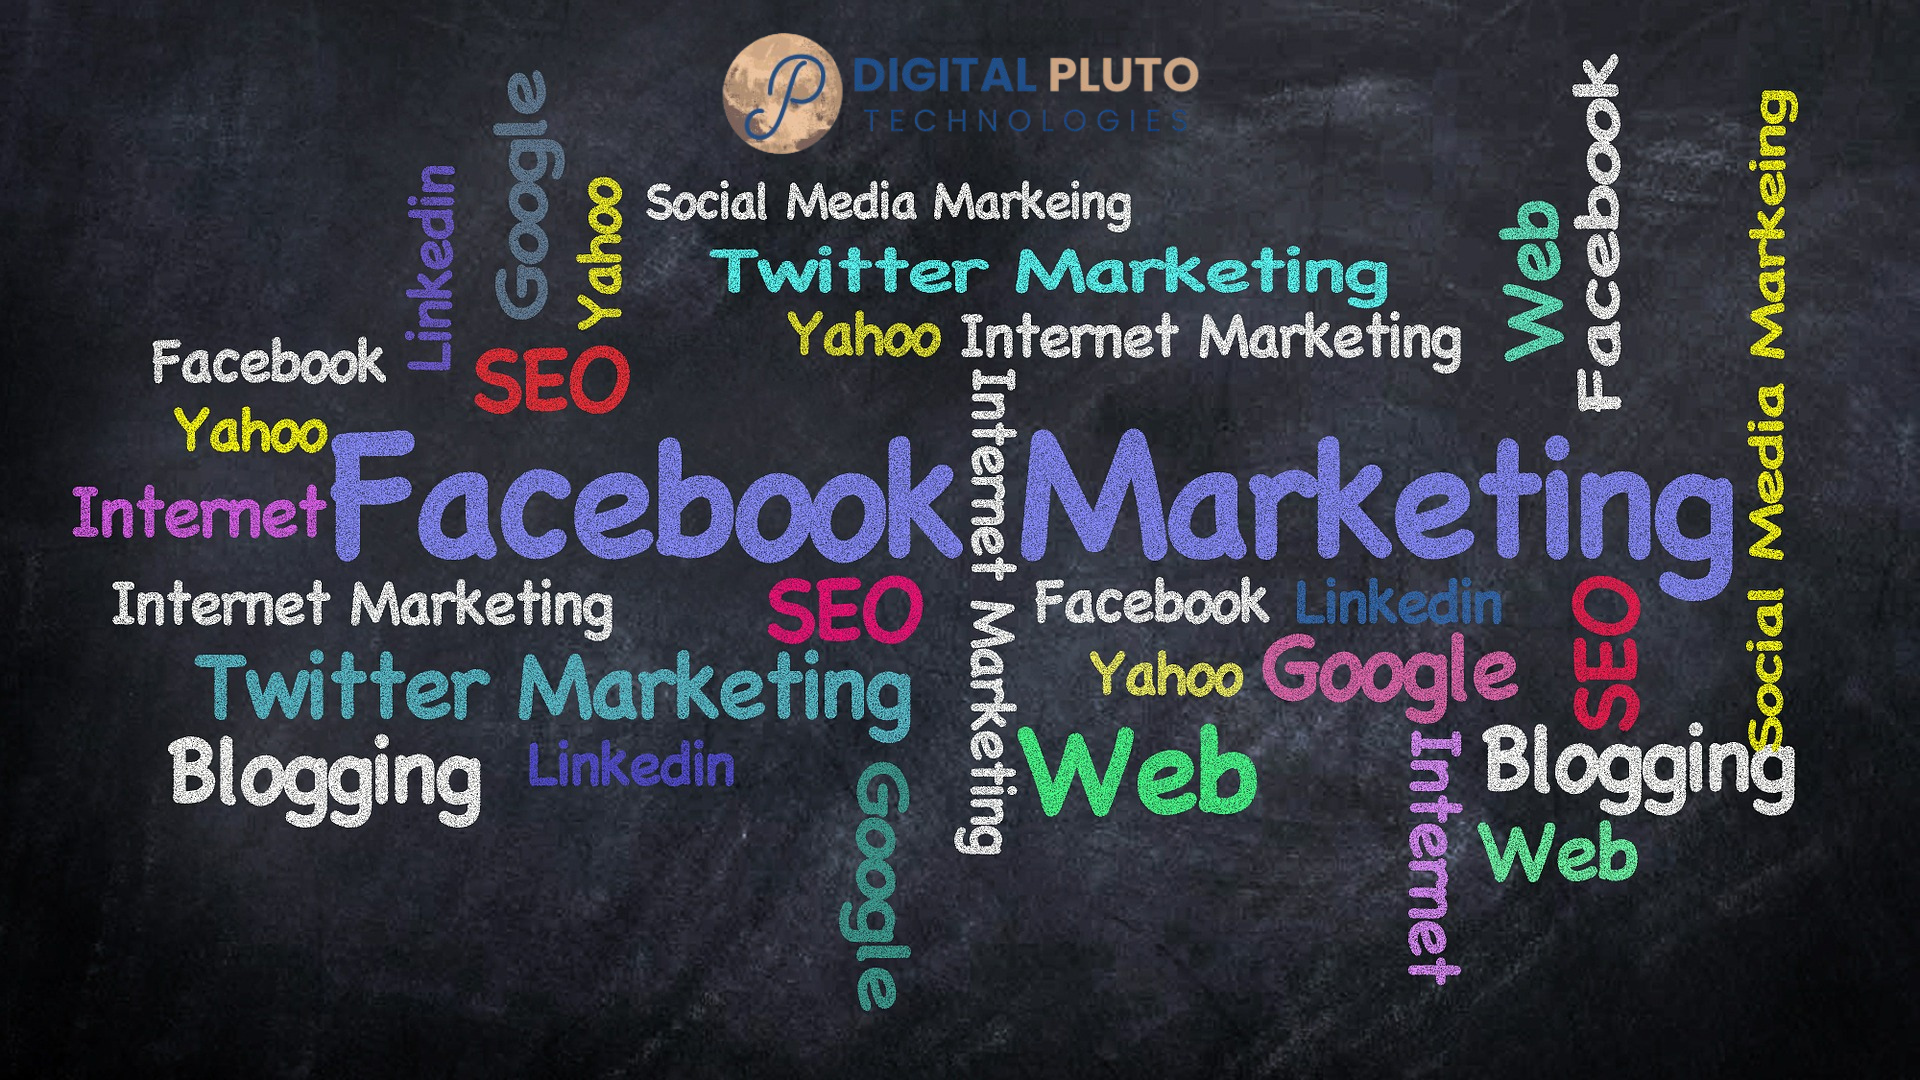 DIGITAL PLUTO
TECHNOLOGIES
Google
Linkedin
Yahoo
Social Media Markeing
Twitter Marketing
Yahoo
Internet Marketing
Web
Facebook
Social Media Markeing
Facebook
SEO
Yahoo
Internet
Facebook Marketing
Internet Marketing
Internet Marketing
SEO
Facebook
Linkedin
SEO
Twitter Marketing
Yahoo
Google
Blogging
Linkedin
Google
Web
Internet
Blogging
Web